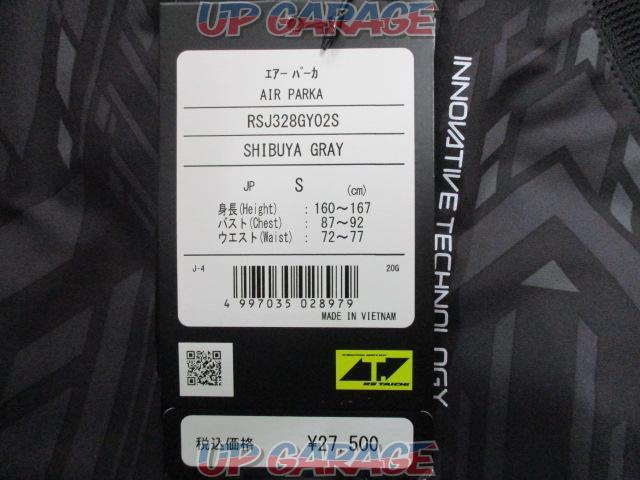 UP GARAGE
エアー パーカ
AIR PARKA
RSJ328GY02S
SHIBUYA GRAY
JP S (cm)
身長(Height) : 160〜167
バスト(Chest) : 87〜92
ウエスト(Waist) : 72〜77
J-4 20G
4 997035 028979
MADE IN VIETNAM
RS TAICHI
税込価格 ¥27,500
INNOVATIVE TECHNOLOGY
UP GARAGE